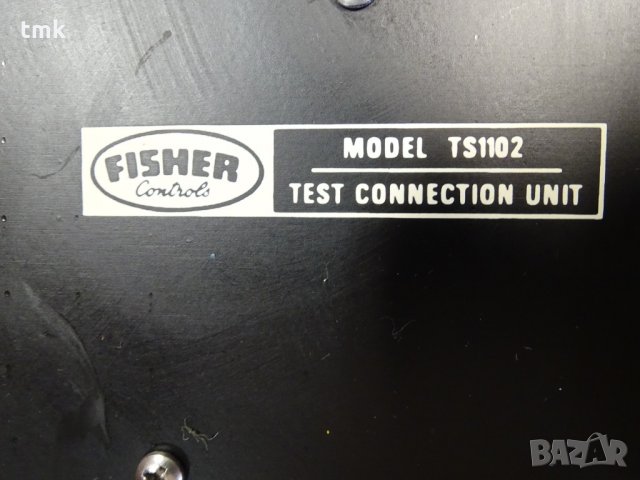 tmk
FISHER
Controls
MODEL TS1102
TEST CONNECTION UNIT
BAZAR